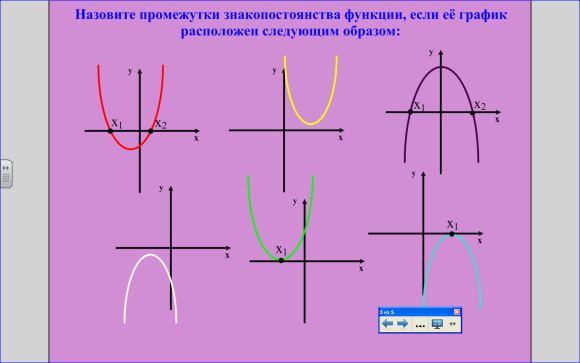 Назовите промежутки знакопостоянства функции, если её график
расположен следующим образом:
y
X1
X2
x
y
x
y
X1
X2
x
y
x
y
X1
x
y
X1
x
3 из 5
...